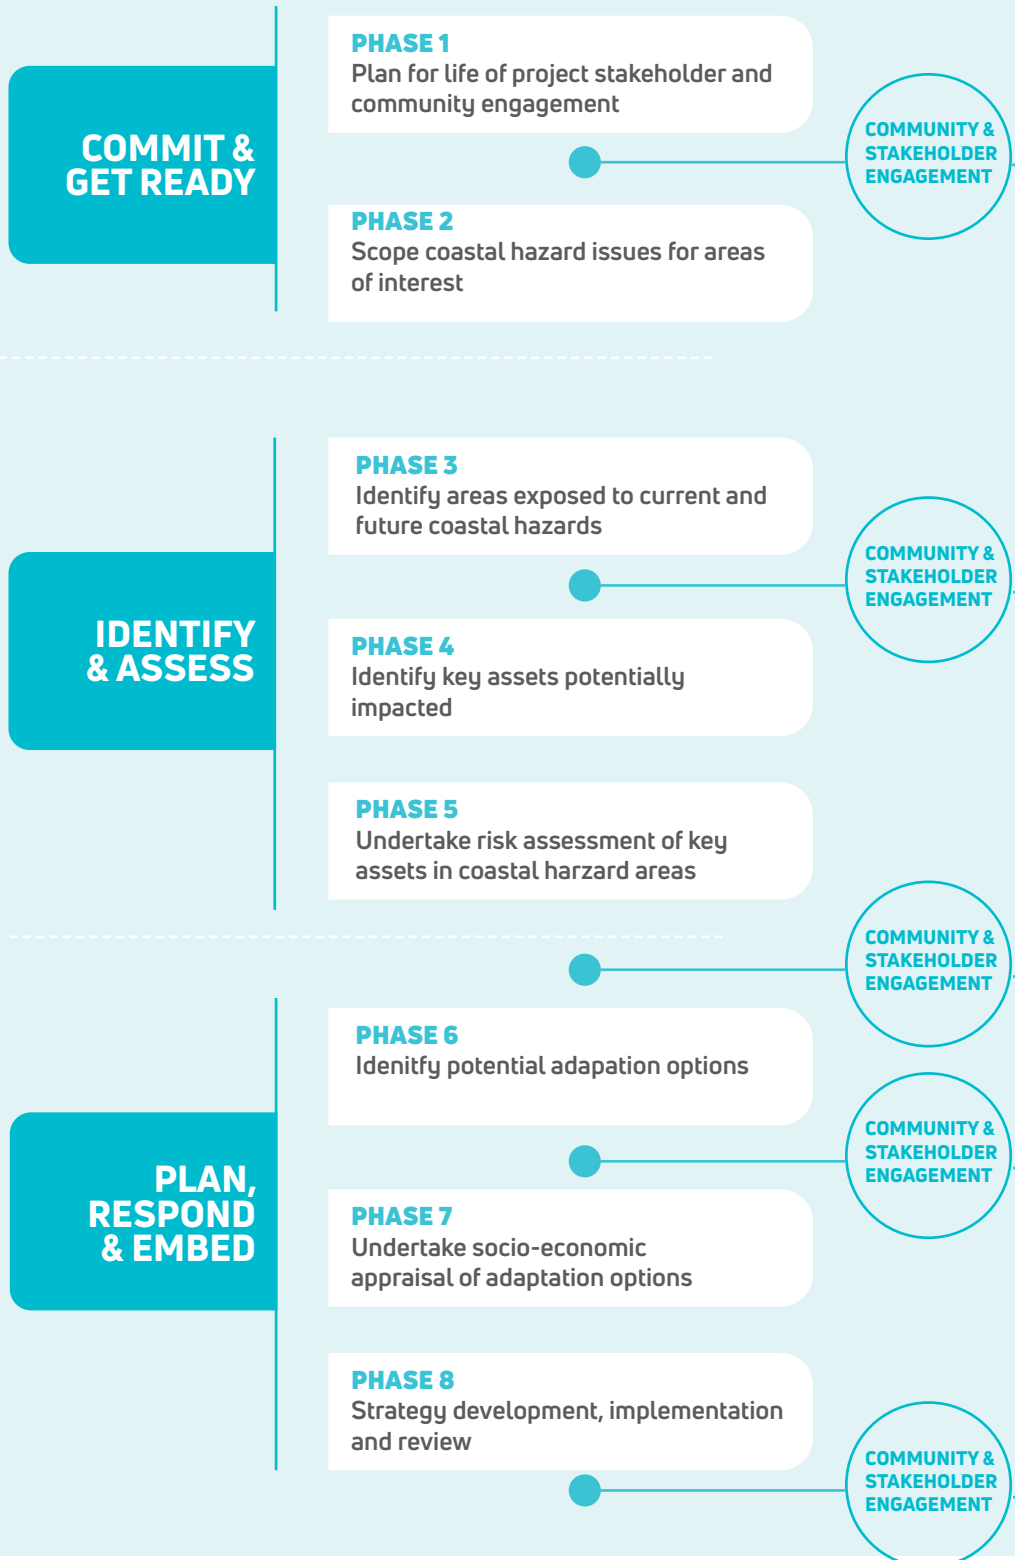 COMMIT &
GET READY
PHASE 1
Plan for life of project stakeholder and
community engagement
COMMUNITY &
STAKEHOLDER
ENGAGEMENT
PHASE 2
Scope coastal hazard issues for areas
of interest
IDENTIFY
& ASSESS
PHASE 3
Identify areas exposed to current and
future coastal hazards
COMMUNITY &
STAKEHOLDER
ENGAGEMENT
PHASE 4
Identify key assets potentially
impacted
PHASE 5
Undertake risk assessment of key
assets in coastal harzard areas
COMMUNITY &
STAKEHOLDER
ENGAGEMENT
PLAN,
RESPOND
& EMBED
PHASE 6
Idenitfy potential adapation options
COMMUNITY &
STAKEHOLDER
ENGAGEMENT
PHASE 7
Undertake socio-economic
appraisal of adaptation options
PHASE 8
Strategy development, implementation
and review
COMMUNITY &
STAKEHOLDER
ENGAGEMENT